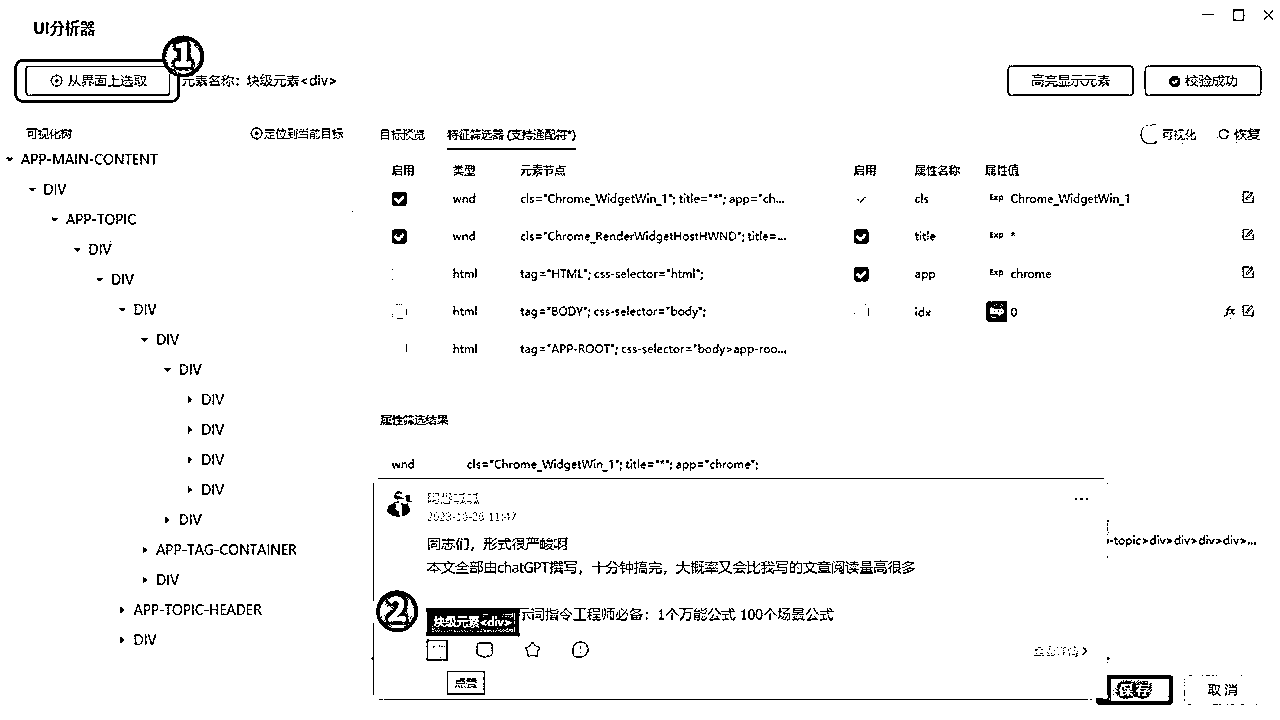 UI分析器
1
从界面上选取
元素名称：块级元素<div>
高亮显示元素
校验成功
可视化树
定位到当前目标
目标预览
特征筛选器 (支持通配符*)
可视化
恢复
APP-MAIN-CONTENT
DIV
APP-TOPIC
DIV
DIV
DIV
DIV
DIV
DIV
DIV
DIV
DIV
DIV
APP-TAG-CONTAINER
DIV
APP-TOPIC-HEADER
DIV
启用 类型 元素节点
wnd cls="Chrome_WidgetWin_1"; title="*"; app="ch...
wnd cls="Chrome_RenderWidgetHostHWND"; title=...
html tag="HTML"; css-selector="html";
html tag="BODY"; css-selector="body";
html tag="APP-ROOT"; css-selector="body>app-roo...
启用 属性名称 属性值
cls Exp Chrome_WidgetWin_1
title Exp *
app Exp chrome
idx Exp 0 fx
属性筛选结果
wnd cls="Chrome_WidgetWin_1"; title="*"; app="chrome";
2023-10-26 11:47
同志们，形式很严峻啊
本文全部由chatGPT撰写，十分钟搞完，大概率又会比我写的文章阅读量高很多
-topic>div>div>div>div>...
2
块级元素<div>
示词指令工程师必备：1个万能公式 100个场景公式
查看详情
点赞
保存
取消